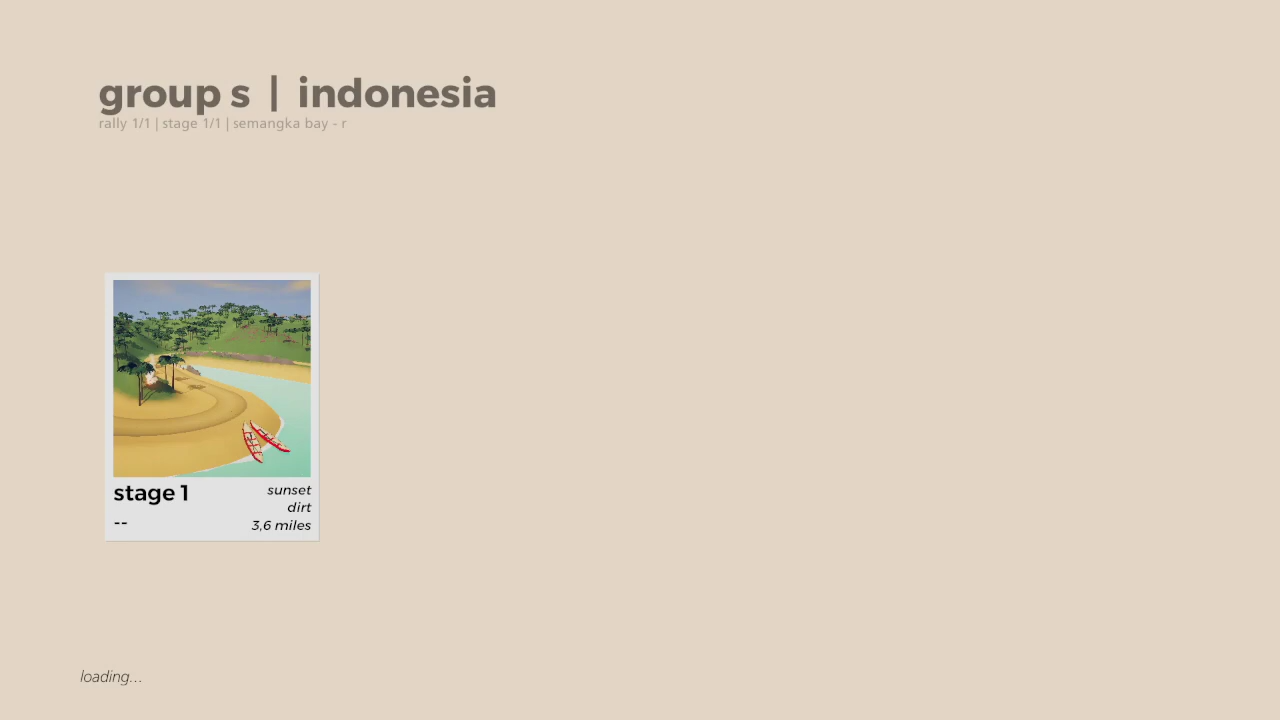 group s | indonesia
rally 1/1 | stage 1/1 | semangka bay - r
stage 1
--
sunset
dirt
3,6 miles
loading...